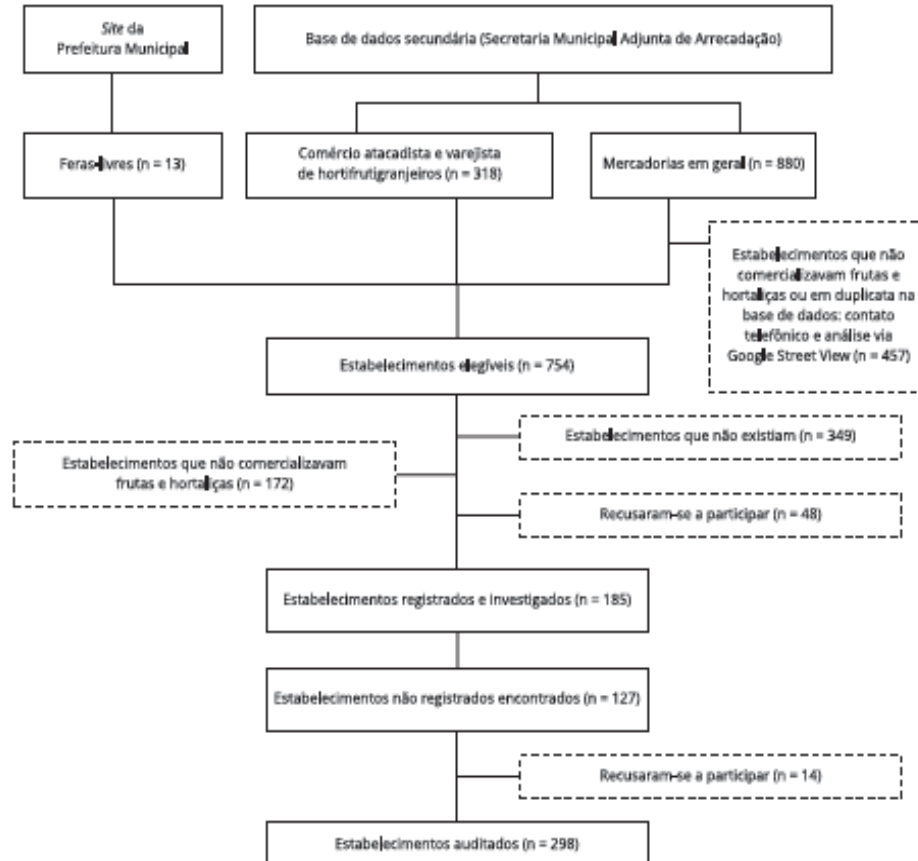 Site da
Prefeitura Municipal
Base de dados secundária (Secretaria Municipal Adjunta de Arrecadação)
Feras-livres (n = 13)
Comércio atacadista e varejista
de hortifrutigranjeiros (n = 318)
Mercadorias em geral (n = 880)
Estabelecimentos que não
comercializavam frutas e
hortaliças ou em duplicata na
base de dados: contato
telefônico e análise via
Google Street View (n = 457)
Estabelecimentos elegíveis (n = 754)
Estabelecimentos que não existiam (n = 349)
Estabelecimentos que não comercializavam
frutas e hortaliças (n = 172)
Recusaram-se a participar (n = 48)
Estabelecimentos registrados e investigados (n = 185)
Estabelecimentos não registrados encontrados (n = 127)
Recusaram-se a participar (n = 14)
Estabelecimentos auditados (n = 298)